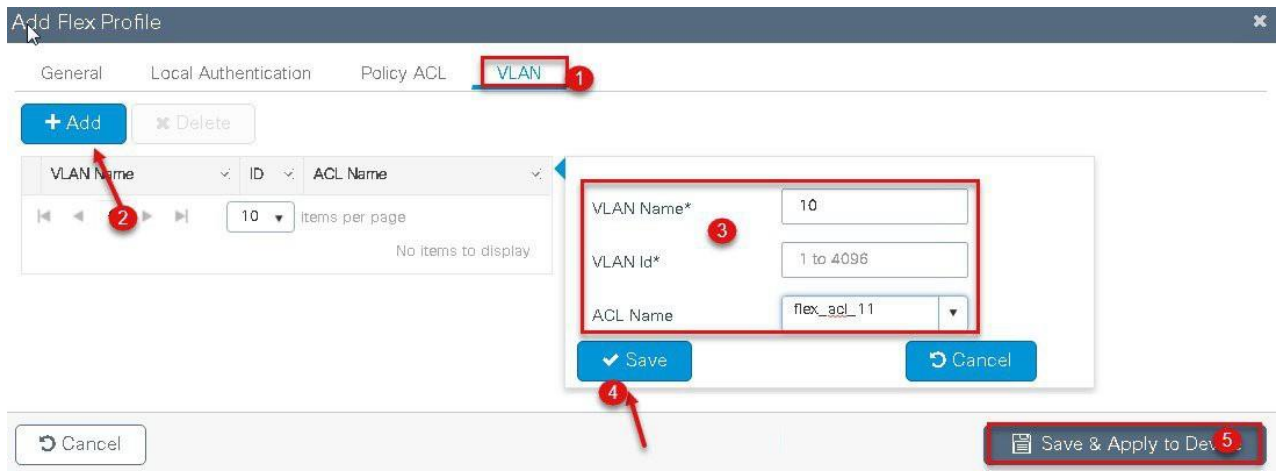 Add Flex Profile
General Local Authentication Policy ACL VLAN 1
+ Add ✖ Delete
VLAN Name ID ACL Name
2 10 items per page
No items to display
VLAN Name* 10
3
VLAN Id* 1 to 4096
ACL Name flex_acl_11
Save Cancel
4
Cancel Save & Apply to 5